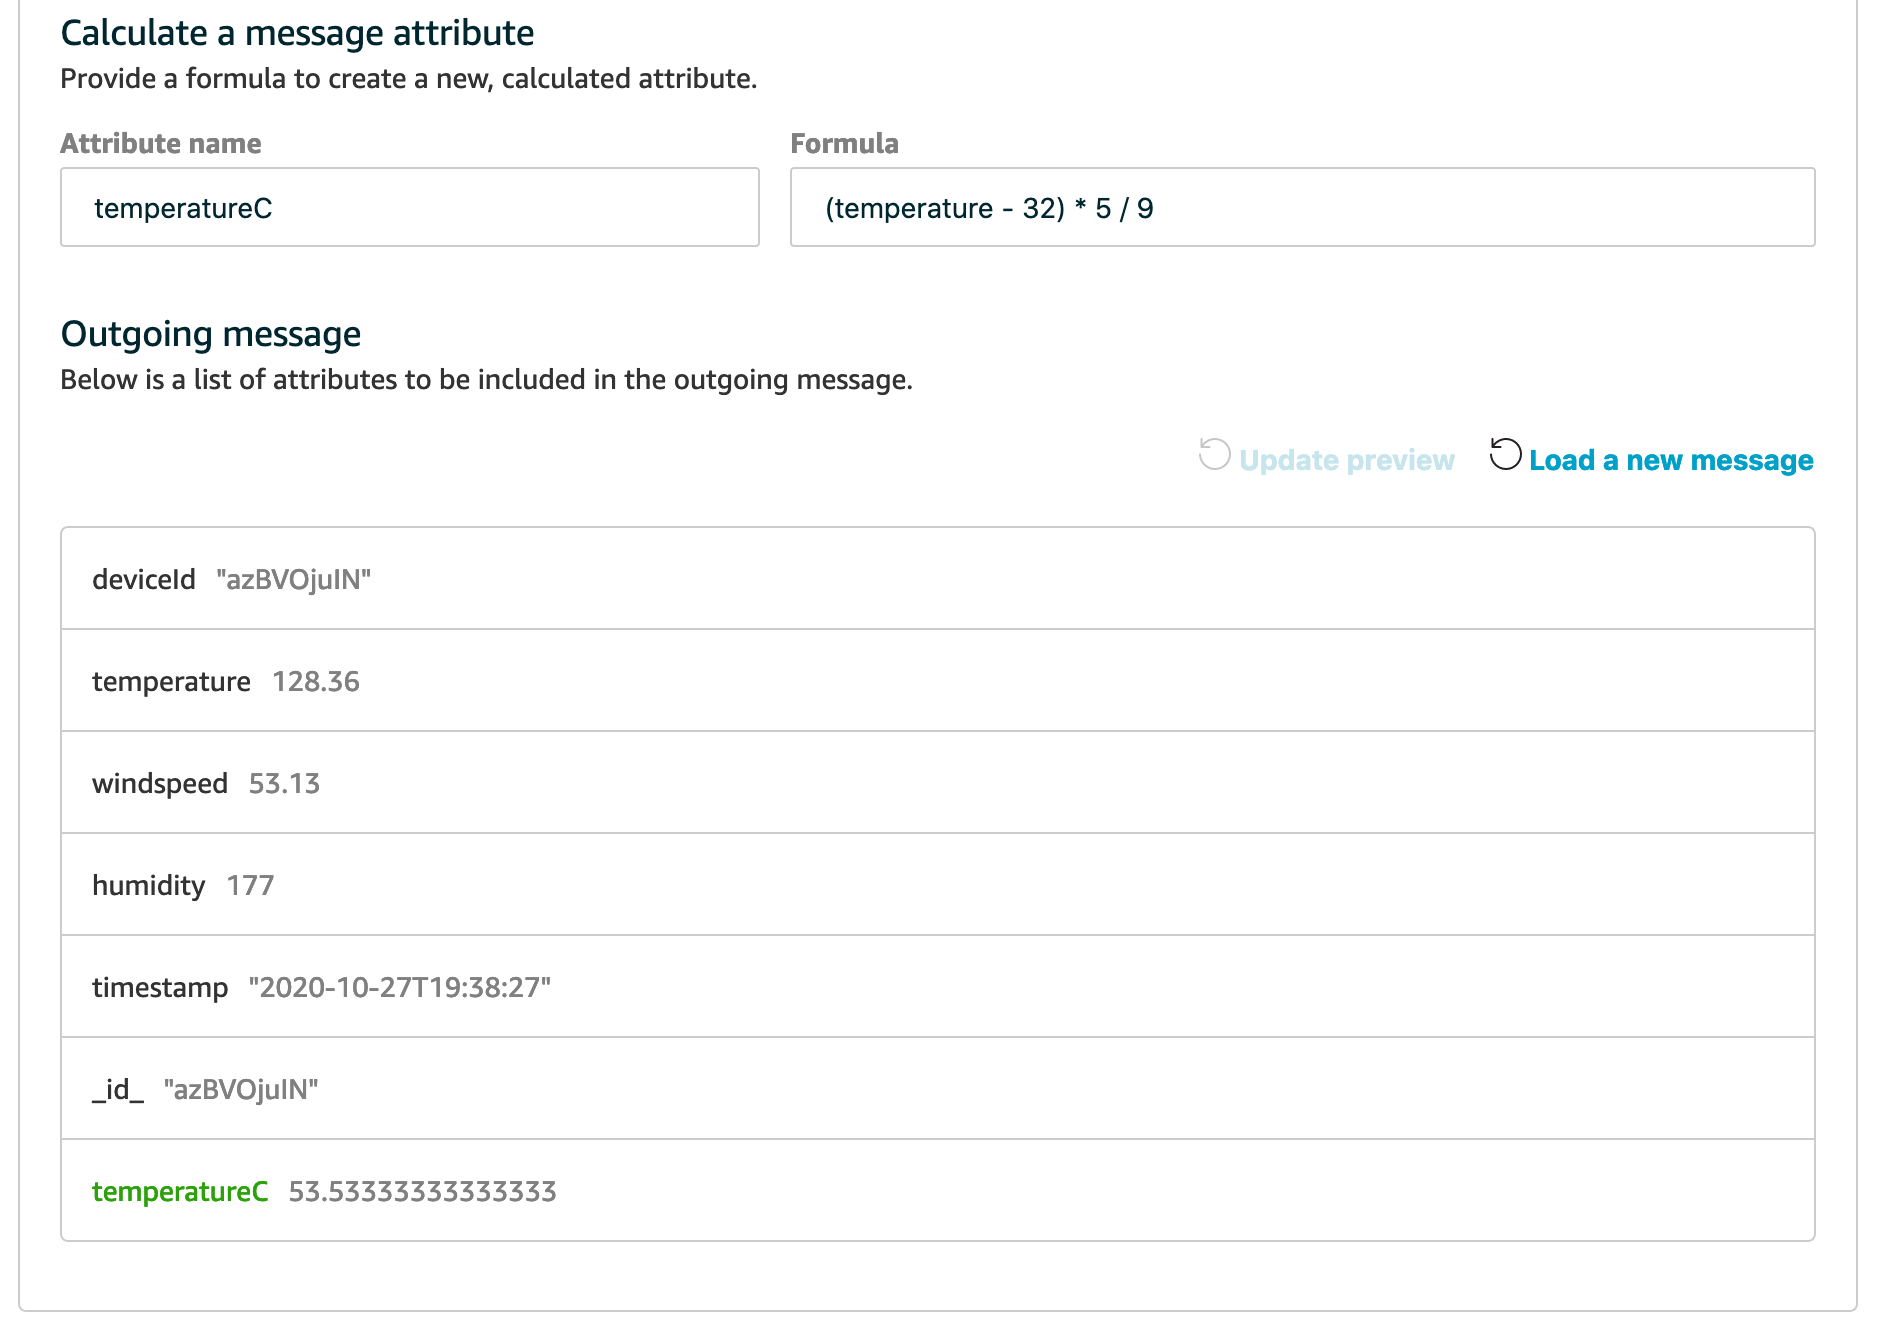 Calculate a message attribute
Provide a formula to create a new, calculated attribute.
Attribute name Formula
temperatureC (temperature - 32) * 5 / 9
Outgoing message
Below is a list of attributes to be included in the outgoing message.
Update preview Load a new message
deviceId "azBVOjuIN"
temperature 128.36
windspeed 53.13
humidity 177
timestamp "2020-10-27T19:38:27"
_id_ "azBVOjuIN"
temperatureC 53.53333333333333